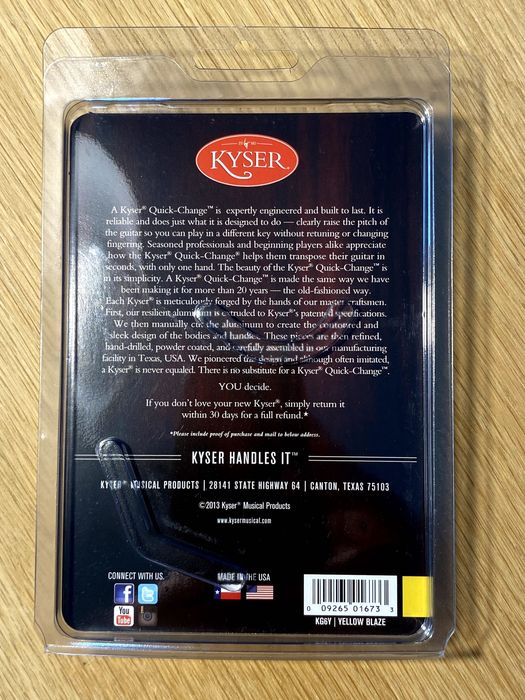 19 80
KYSER®
A Kyser® Quick-Change™ is expertly engineered and built to last. It is
reliable and does just what it is designed to do — clearly raise the pitch of
the guitar so you can play in a different key without retuning or changing
fingering. Seasoned professionals and beginning players alike appreciate
how the Kyser® Quick-Change® helps them transpose their guitar in
seconds, with only one hand. The beauty of the Kyser® Quick-Change™ is
in its simplicity. A Kyser® Quick-Change™ is made the same way we have
been making it for more than 20 years — the old-fashioned way.
Each Kyser® is meticulously forged by the hands of our master craftsmen.
First, our resilient aluminum is extruded to Kyser®'s patented specifications.
We then manually cut the aluminum to create the contoured and
sleek design of the bodies and handles. These pieces are then refined,
hand-drilled, powder coated, and carefully assembled in our manufacturing
facility in Texas, USA. We pioneered the design and although often imitated,
a Kyser® is never equaled. There is no substitute for a Kyser® Quick-Change™.
YOU decide.
If you don't love your new Kyser®, simply return it
within 30 days for a full refund.*
*Please include proof of purchase and mail to below address.
KYSER HANDLES IT™
KYSER® MUSICAL PRODUCTS | 28141 STATE HIGHWAY 64 | CANTON, TEXAS 75103
©2013 Kyser® Musical Products
www.kysermusical.com
CONNECT WITH US.
MADE IN THE USA
You
Tube
0 09265 01673 3
KG6Y | YELLOW BLAZE